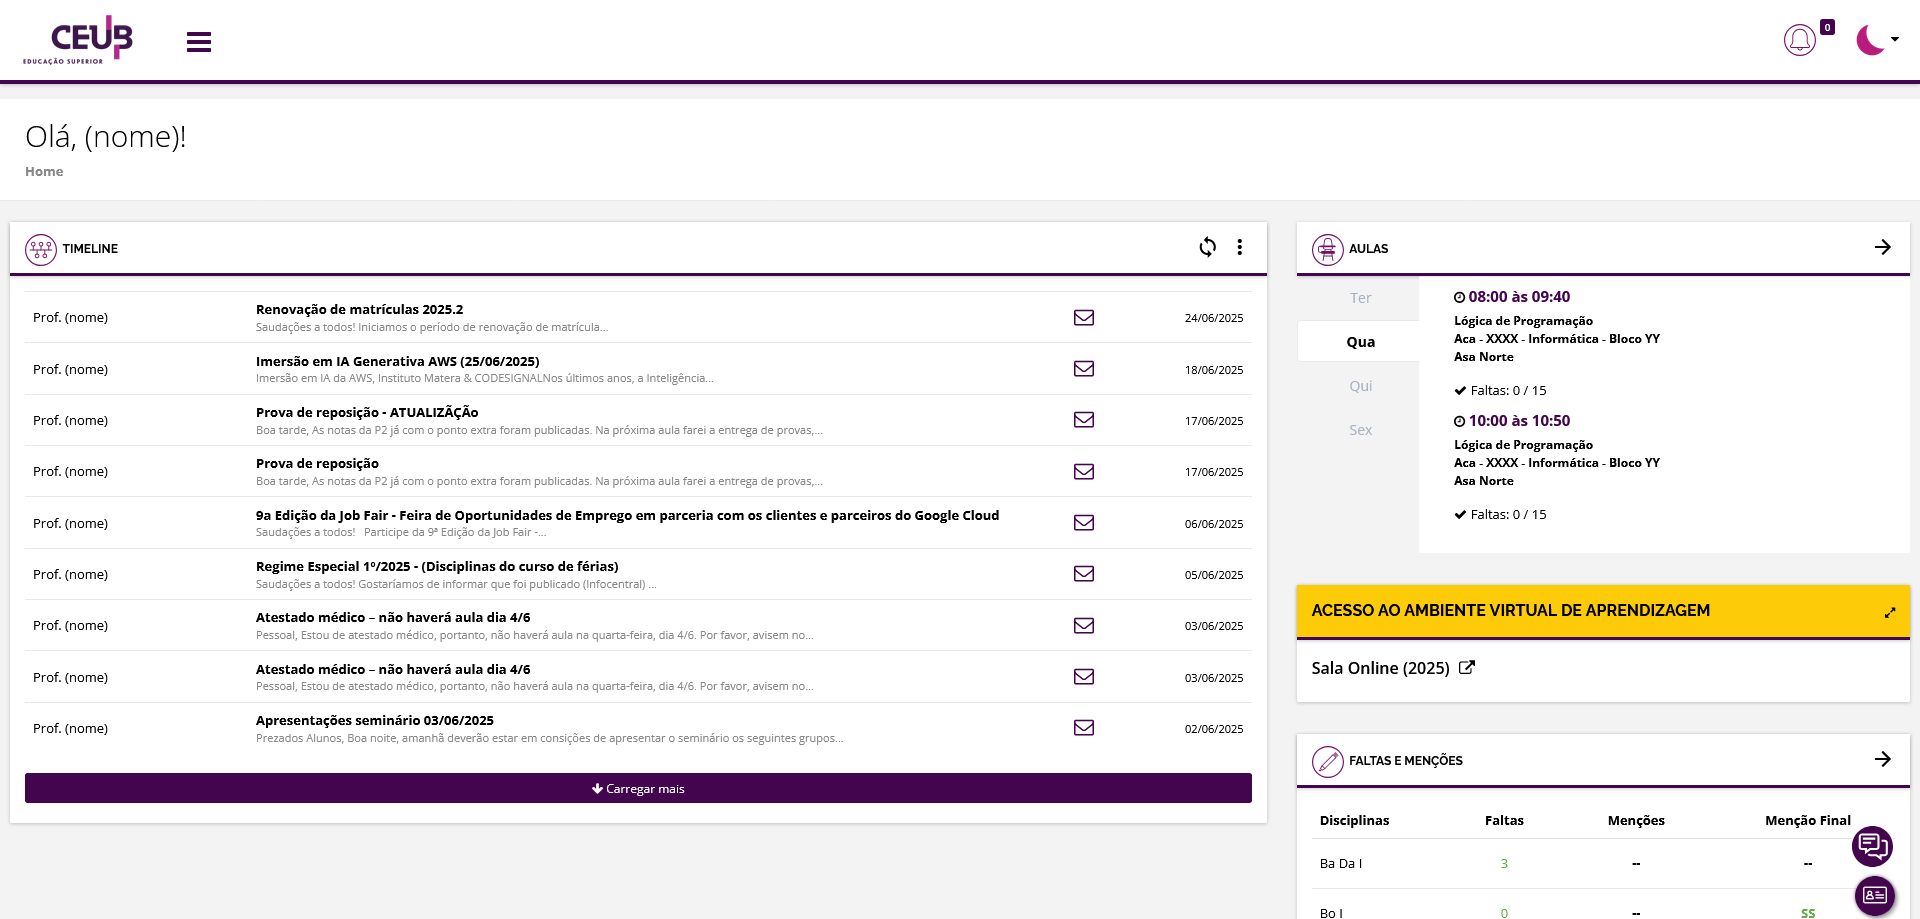 CEUB
EDUCAÇÃO SUPERIOR
0
Olá, (nome)!
Home
TIMELINE
Prof. (nome)
Renovação de matrículas 2025.2
Saudações a todos! Iniciamos o período de renovação de matrícula...
24/06/2025
Prof. (nome)
Imersão em IA Generativa AWS (25/06/2025)
Imersão em IA da AWS, Instituto Matera & CODESIGNALNos últimos anos, a Inteligência...
18/06/2025
Prof. (nome)
Prova de reposição - ATUALIZÃÇÃo
Boa tarde, As notas da P2 já com o ponto extra foram publicadas. Na próxima aula farei a entrega de provas,...
17/06/2025
Prof. (nome)
Prova de reposição
Boa tarde, As notas da P2 já com o ponto extra foram publicadas. Na próxima aula farei a entrega de provas,...
17/06/2025
Prof. (nome)
9a Edição da Job Fair - Feira de Oportunidades de Emprego em parceria com os clientes e parceiros do Google Cloud
Saudações a todos! Participe da 9ª Edição da Job Fair -...
06/06/2025
Prof. (nome)
Regime Especial 1º/2025 - (Disciplinas do curso de férias)
Saudações a todos! Gostaríamos de informar que foi publicado (Infocentral) ...
05/06/2025
Prof. (nome)
Atestado médico – não haverá aula dia 4/6
Pessoal, Estou de atestado médico, portanto, não haverá aula na quarta-feira, dia 4/6. Por favor, avisem no...
03/06/2025
Prof. (nome)
Atestado médico – não haverá aula dia 4/6
Pessoal, Estou de atestado médico, portanto, não haverá aula na quarta-feira, dia 4/6. Por favor, avisem no...
03/06/2025
Prof. (nome)
Apresentações seminário 03/06/2025
Prezados Alunos, Boa noite, amanhã deverão estar em consições de apresentar o seminário os seguintes grupos...
02/06/2025
Carregar mais
AULAS
Ter
Qua
Qui
Sex
08:00 às 09:40
Lógica de Programação
Aca - XXXX - Informática - Bloco YY
Asa Norte
Faltas: 0 / 15
10:00 às 10:50
Lógica de Programação
Aca - XXXX - Informática - Bloco YY
Asa Norte
Faltas: 0 / 15
ACESSO AO AMBIENTE VIRTUAL DE APRENDIZAGEM
Sala Online (2025)
FALTAS E MENÇÕES
Disciplinas Faltas Menções Menção Final
Ba Da I 3 -- --
Bo I 0 -- SS